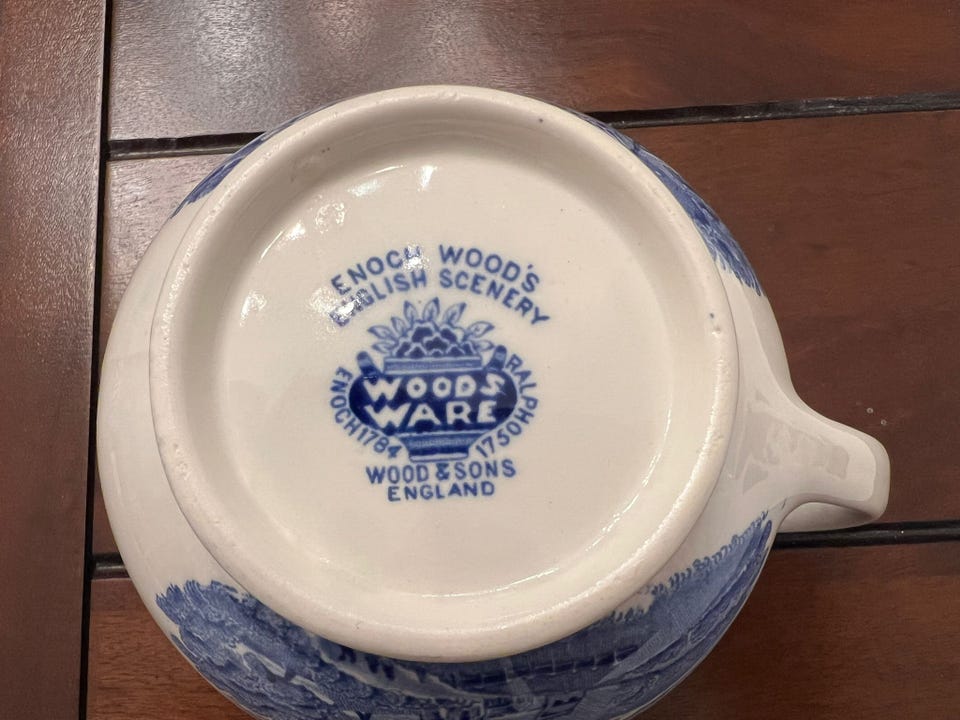 ENOCH WOOD'S
ENGLISH SCENERY
WOODS
WARE
ENOCH 1784
RALPH 1750
WOOD & SONS
ENGLAND